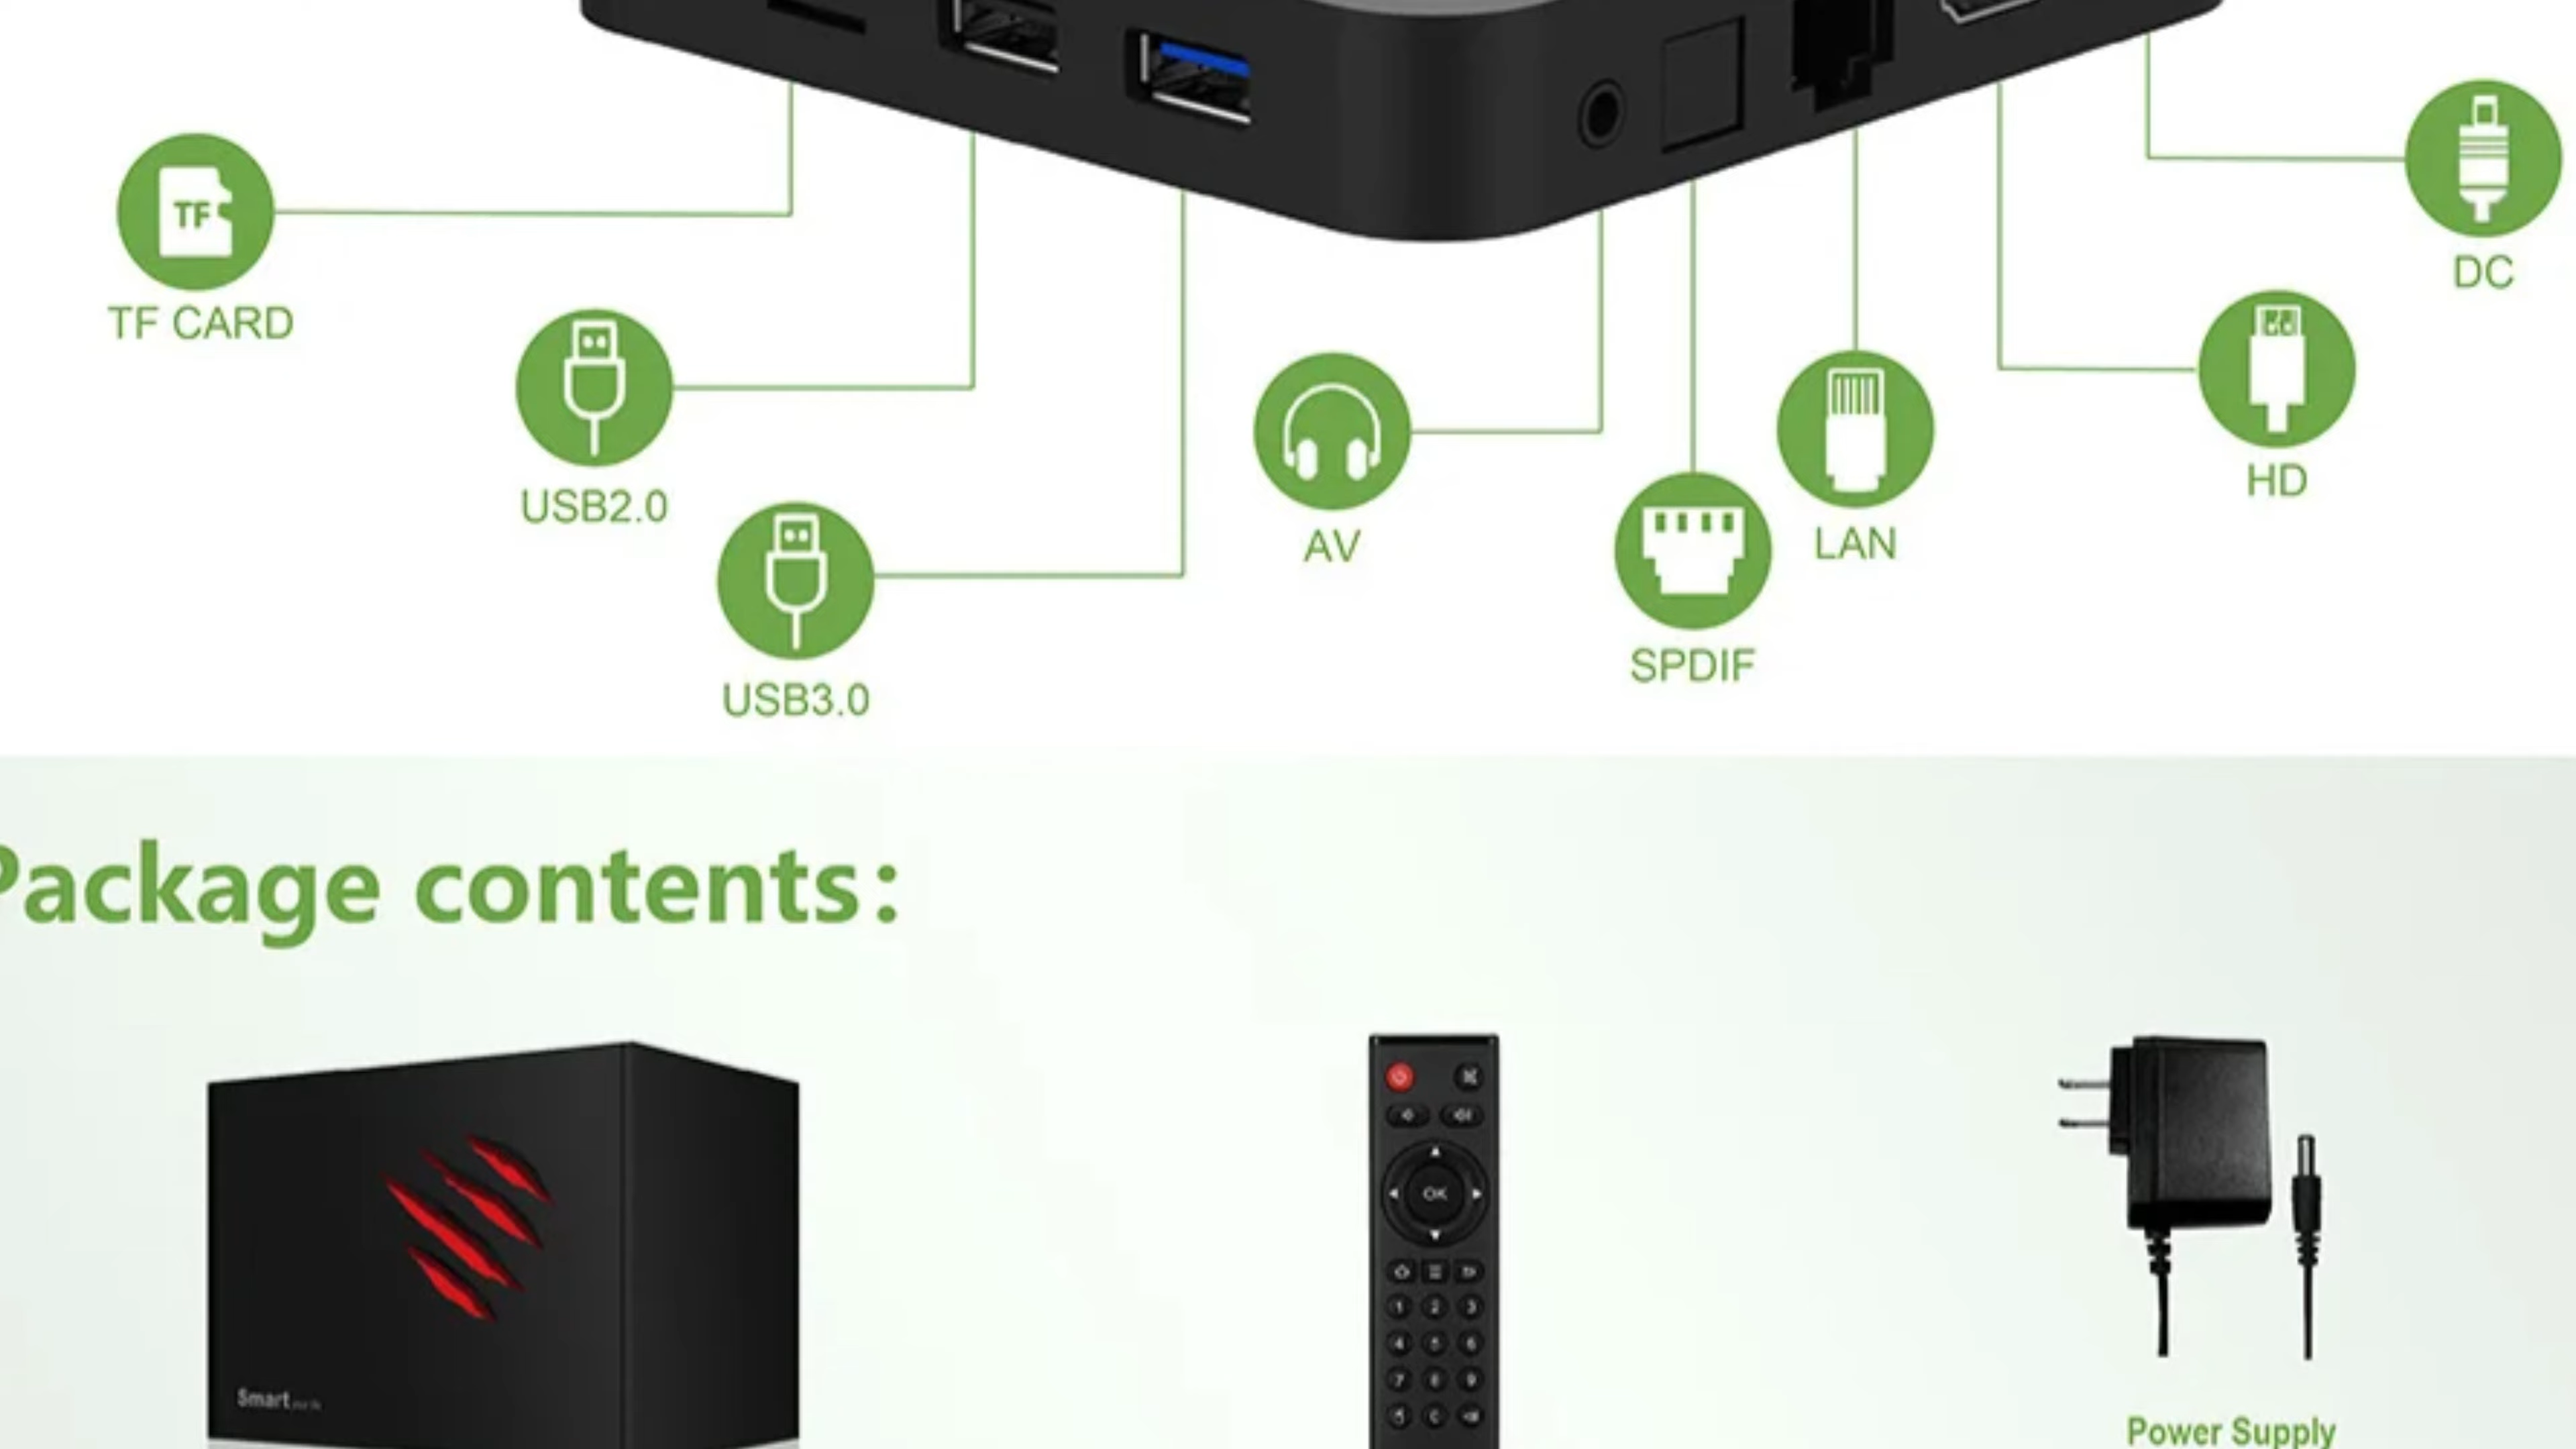 TF
TF CARD
USB2.0
USB3.0
AV
SPDIF
LAN
HD
DC
Package contents:
OK
1 2 3
4 5 6
7 8 9
Smart
Power Supply